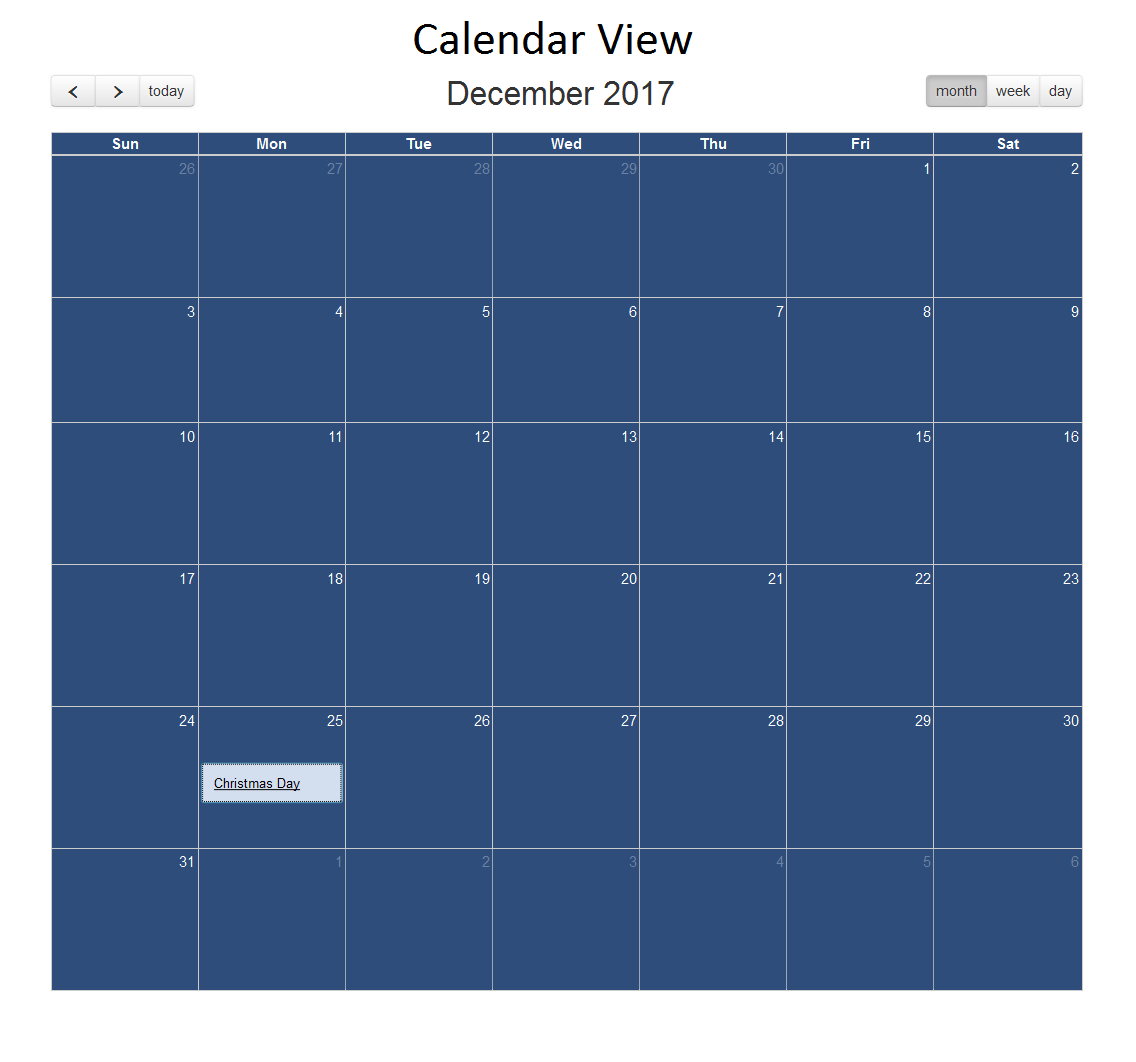 Calendar View
today December 2017 month week day
Sun Mon Tue Wed Thu Fri Sat
26 27 28 29 30 1 2
3 4 5 6 7 8 9
10 11 12 13 14 15 16
17 18 19 20 21 22 23
24 25 26 27 28 29 30
Christmas Day
31 1 2 3 4 5 6